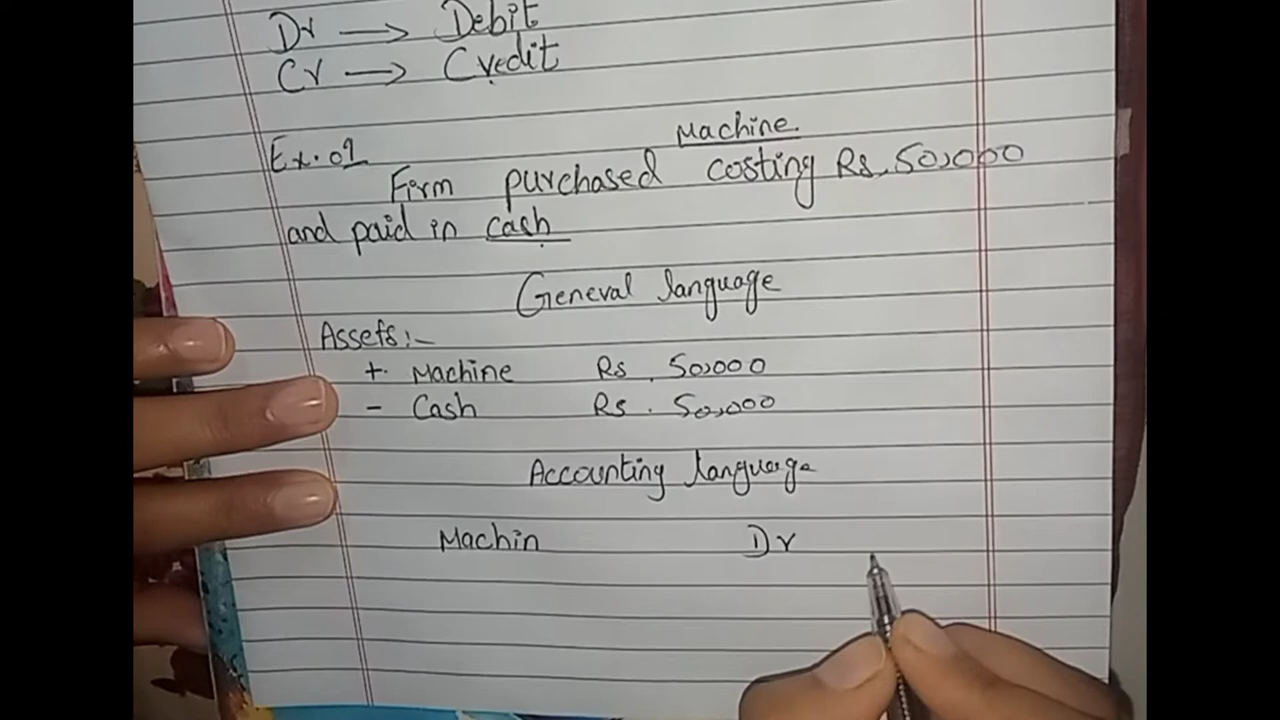 Dr → Debit
Cr → Credit
Ex. 01
Machine.
Firm purchased costing Rs. 50,000
and paid in cash
General language
Assets:-
+ Machine Rs. 50,000
- Cash Rs. 50,000
Accounting language
Machin Dr